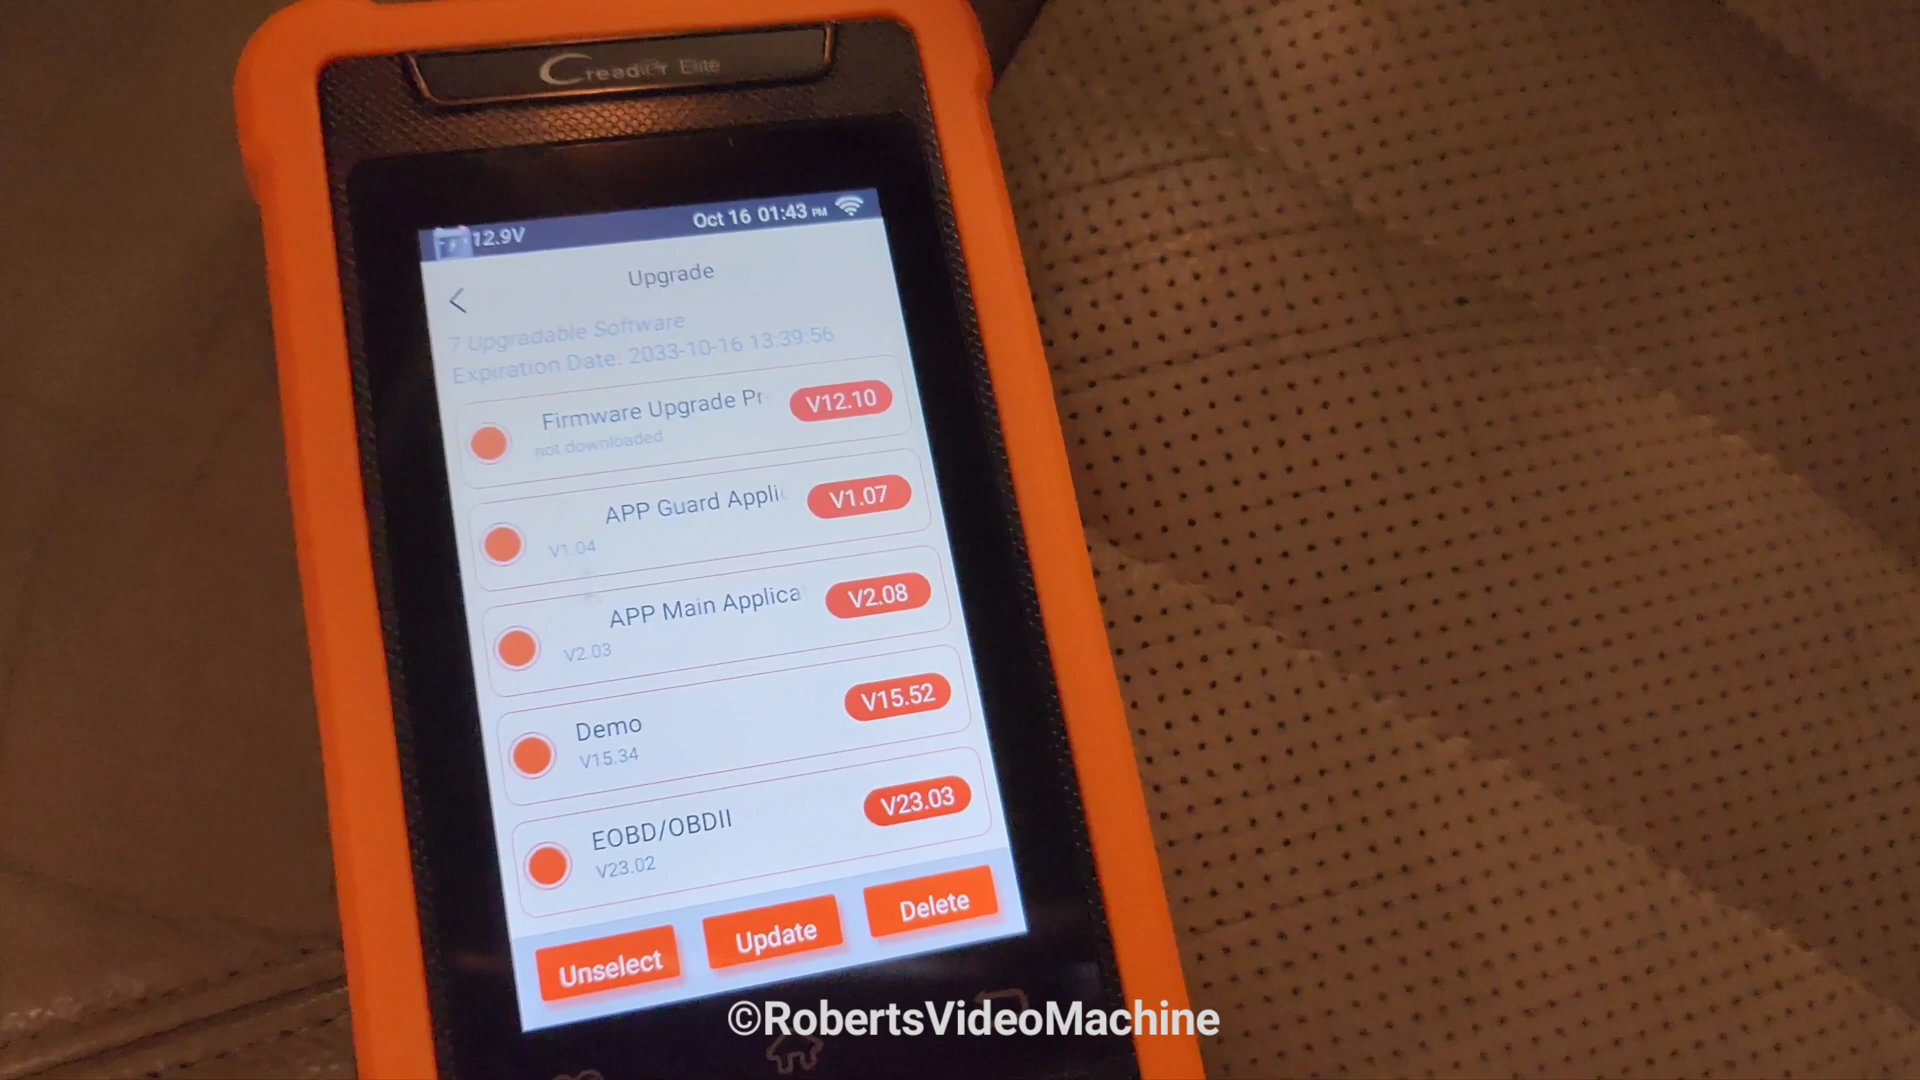 Creader Elite
12.9V
Oct 16 01:43 PM
Upgrade
7 Upgradable Software
Expiration Date: 2033-10-16 13:39:56
Firmware Upgrade Pr
V12.10
not downloaded
APP Guard Applic
V1.07
V1.04
APP Main Applica
V2.08
V2.03
Demo
V15.52
V15.34
EOBD/OBDII
V23.03
V23.02
Unselect
Update
Delete
©RobertsVideoMachine